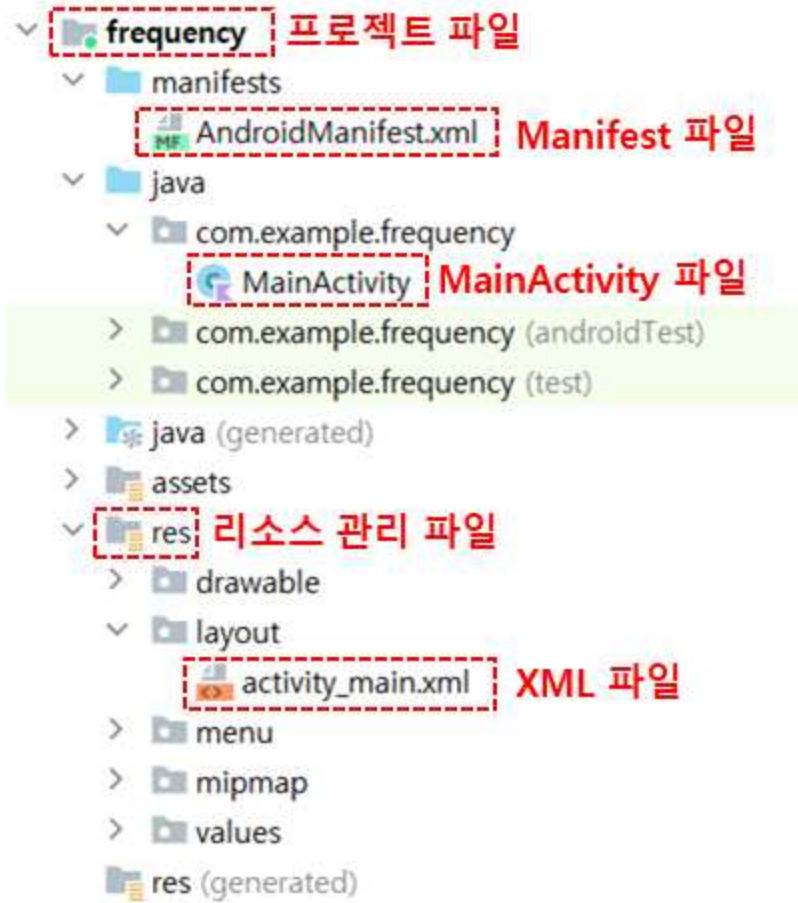 frequency 프로젝트 파일
manifests
MF AndroidManifest.xml Manifest 파일
java
com.example.frequency
MainActivity MainActivity 파일
com.example.frequency (androidTest)
com.example.frequency (test)
java (generated)
assets
res 리소스 관리 파일
drawable
layout
activity_main.xml XML 파일
menu
mipmap
values
res (generated)